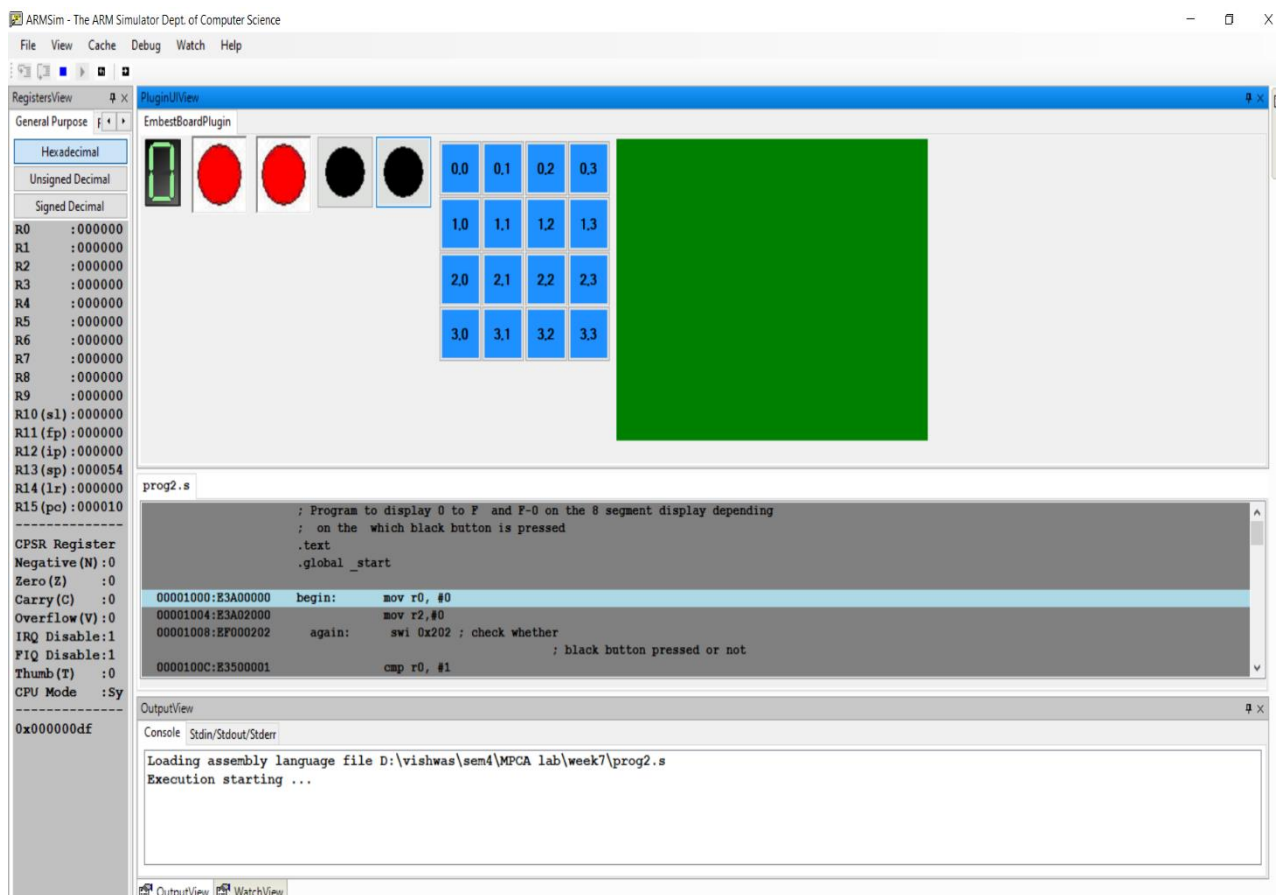 ARMSim - The ARM Simulator Dept. of Computer Science
File View Cache Debug Watch Help
RegistersView
General Purpose
Hexadecimal
Unsigned Decimal
Signed Decimal
R0 :000000
R1 :000000
R2 :000000
R3 :000000
R4 :000000
R5 :000000
R6 :000000
R7 :000000
R8 :000000
R9 :000000
R10(sl):000000
R11(fp):000000
R12(ip):000000
R13(sp):000054
R14(lr):000000
R15(pc):000010
--------------
CPSR Register
Negative(N):0
Zero(Z) :0
Carry(C) :0
Overflow(V):0
IRQ Disable:1
FIQ Disable:1
Thumb(T) :0
CPU Mode :Sy
--------------
0x000000df
PluginUIView
EmbestBoardPlugin
0
0,0 0,1 0,2 0,3
1,0 1,1 1,2 1,3
2,0 2,1 2,2 2,3
3,0 3,1 3,2 3,3
prog2.s
; Program to display 0 to F and F-0 on the 8 segment display depending
; on the which black button is pressed
.text
.global _start
00001000:E3A00000 begin: mov r0, #0
00001004:E3A02000 mov r2,#0
00001008:EF000202 again: swi 0x202 ; check whether
; black button pressed or not
0000100C:E3500001 cmp r0, #1
OutputView
Console Stdin/Stdout/Stderr
Loading assembly language file D:\vishwas\sem4\MPCA lab\week7\prog2.s
Execution starting ...
OutputView WatchView